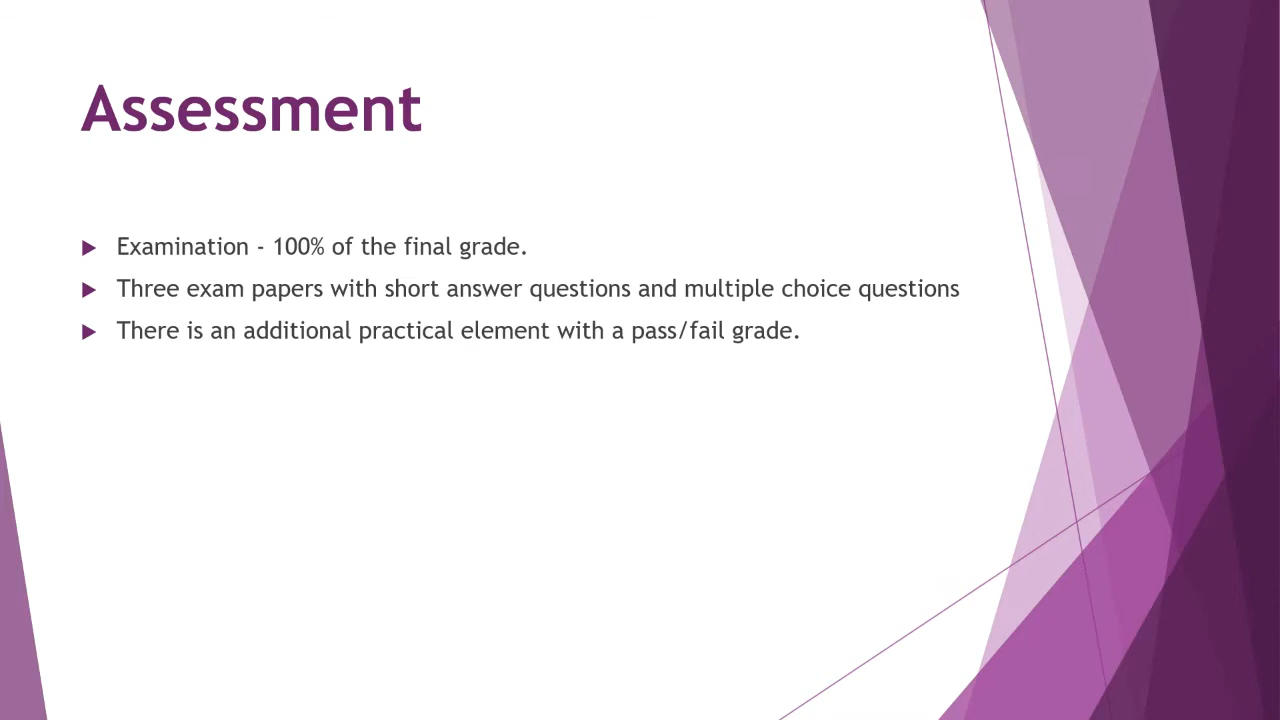 Assessment
Examination - 100% of the final grade.
Three exam papers with short answer questions and multiple choice questions
There is an additional practical element with a pass/fail grade.